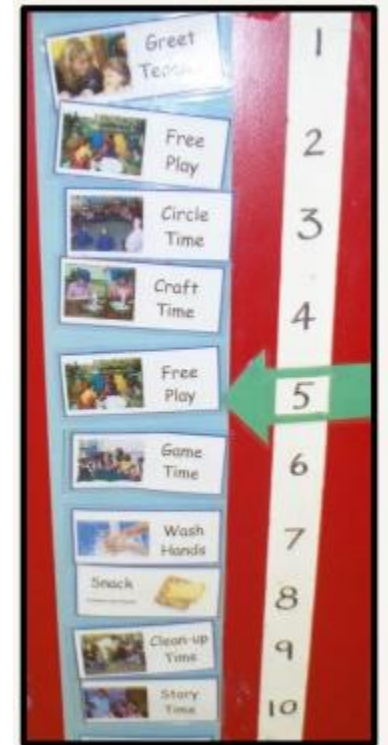 Greet
1
Free
Play
2
Circle
Time
3
Craft
Time
4
Free
Play
5
Game
Time
6
Wash
Hands
7
Snack
8
Clean-up
Time
9
Story
Time
10